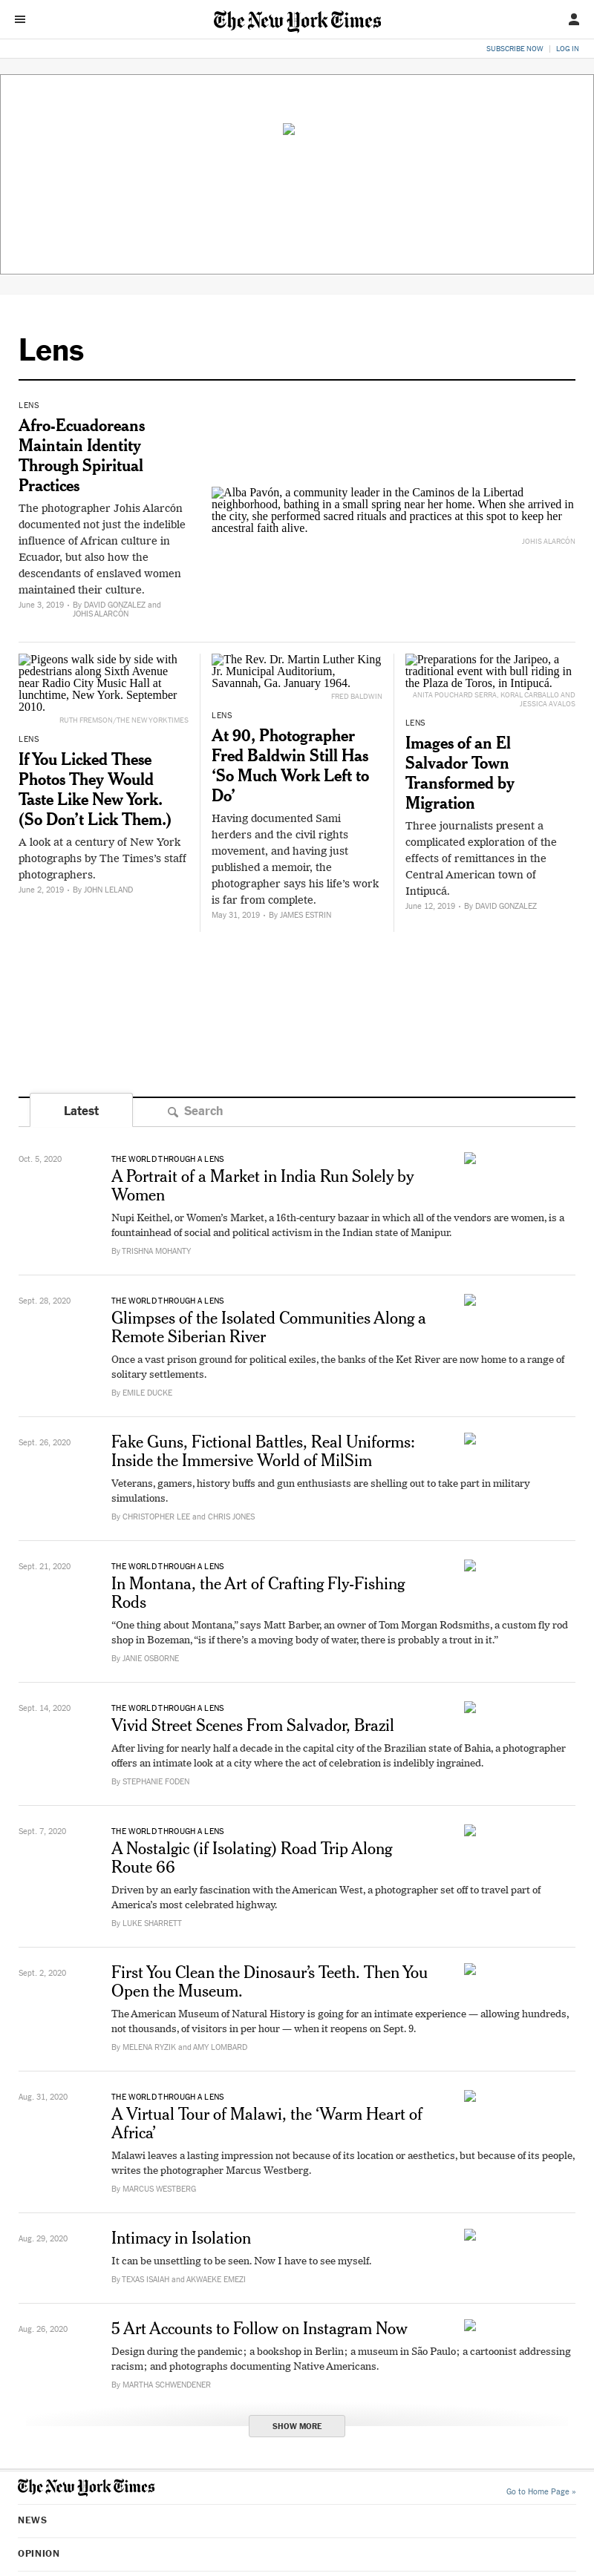 The New York Times
SUBSCRIBE NOW | LOG IN
Lens
LENS
Afro-Ecuadoreans
Maintain Identity
Through Spiritual
Practices
The photographer Johis Alarcón
documented not just the indelible
influence of African culture in
Ecuador, but also how the
descendants of enslaved women
maintained their culture.
June 3, 2019 • By DAVID GONZALEZ and
JOHIS ALARCÓN
Alba Pavón, a community leader in the Caminos de la Libertad
neighborhood, bathing in a small spring near her home. When she arrived in
the city, she performed sacred rituals and practices at this spot to keep her
ancestral faith alive.
JOHIS ALARCÓN
Pigeons walk side by side with
pedestrians along Sixth Avenue
near Radio City Music Hall at
lunchtime, New York. September
2010.
RUTH FREMSON/THE NEW YORK TIMES
LENS
If You Licked These
Photos They Would
Taste Like New York.
(So Don’t Lick Them.)
A look at a century of New York
photographs by The Times’s staff
photographers.
June 2, 2019 • By JOHN LELAND
The Rev. Dr. Martin Luther King
Jr. Municipal Auditorium,
Savannah, Ga. January 1964.
FRED BALDWIN
LENS
At 90, Photographer
Fred Baldwin Still Has
‘So Much Work Left to
Do’
Having documented Sami
herders and the civil rights
movement, and having just
published a memoir, the
photographer says his life’s work
is far from complete.
May 31, 2019 • By JAMES ESTRIN
Preparations for the Jaripeo, a
traditional event with bull riding in
the Plaza de Toros, in Intipucá.
ANITA POUCHARD SERRA, KORAL CARBALLO AND
JESSICA AVALOS
LENS
Images of an El
Salvador Town
Transformed by
Migration
Three journalists present a
complicated exploration of the
effects of remittances in the
Central American town of
Intipucá.
June 12, 2019 • By DAVID GONZALEZ
Latest
Search
Oct. 5, 2020
THE WORLD THROUGH A LENS
A Portrait of a Market in India Run Solely by
Women
Nupi Keithel, or Women’s Market, a 16th-century bazaar in which all of the vendors are women, is a
fountainhead of social and political activism in the Indian state of Manipur.
By TRISHNA MOHANTY
Sept. 28, 2020
THE WORLD THROUGH A LENS
Glimpses of the Isolated Communities Along a
Remote Siberian River
Once a vast prison ground for political exiles, the banks of the Ket River are now home to a range of
solitary settlements.
By EMILE DUCKE
Sept. 26, 2020
Fake Guns, Fictional Battles, Real Uniforms:
Inside the Immersive World of MilSim
Veterans, gamers, history buffs and gun enthusiasts are shelling out to take part in military
simulations.
By CHRISTOPHER LEE and CHRIS JONES
Sept. 21, 2020
THE WORLD THROUGH A LENS
In Montana, the Art of Crafting Fly-Fishing
Rods
“One thing about Montana,” says Matt Barber, an owner of Tom Morgan Rodsmiths, a custom fly rod
shop in Bozeman, “is if there’s a moving body of water, there is probably a trout in it.”
By JANIE OSBORNE
Sept. 14, 2020
THE WORLD THROUGH A LENS
Vivid Street Scenes From Salvador, Brazil
After living for nearly half a decade in the capital city of the Brazilian state of Bahia, a photographer
offers an intimate look at a city where the act of celebration is indelibly ingrained.
By STEPHANIE FODEN
Sept. 7, 2020
THE WORLD THROUGH A LENS
A Nostalgic (if Isolating) Road Trip Along
Route 66
Driven by an early fascination with the American West, a photographer set off to travel part of
America’s most celebrated highway.
By LUKE SHARRETT
Sept. 2, 2020
First You Clean the Dinosaur’s Teeth. Then You
Open the Museum.
The American Museum of Natural History is going for an intimate experience — allowing hundreds,
not thousands, of visitors in per hour — when it reopens on Sept. 9.
By MELENA RYZIK and AMY LOMBARD
Aug. 31, 2020
THE WORLD THROUGH A LENS
A Virtual Tour of Malawi, the ‘Warm Heart of
Africa’
Malawi leaves a lasting impression not because of its location or aesthetics, but because of its people,
writes the photographer Marcus Westberg.
By MARCUS WESTBERG
Aug. 29, 2020
Intimacy in Isolation
It can be unsettling to be seen. Now I have to see myself.
By TEXAS ISAIAH and AKWAEKE EMEZI
Aug. 26, 2020
5 Art Accounts to Follow on Instagram Now
Design during the pandemic; a bookshop in Berlin; a museum in São Paulo; a cartoonist addressing
racism; and photographs documenting Native Americans.
By MARTHA SCHWENDENER
SHOW MORE
The New York Times
Go to Home Page »
NEWS
OPINION